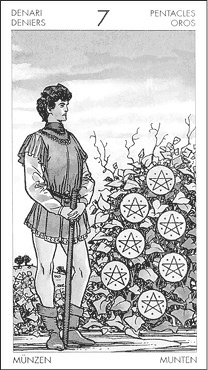 DENARI
DENIERS
7
PENTACLES
OROS
MÜNZEN
MUNTEN